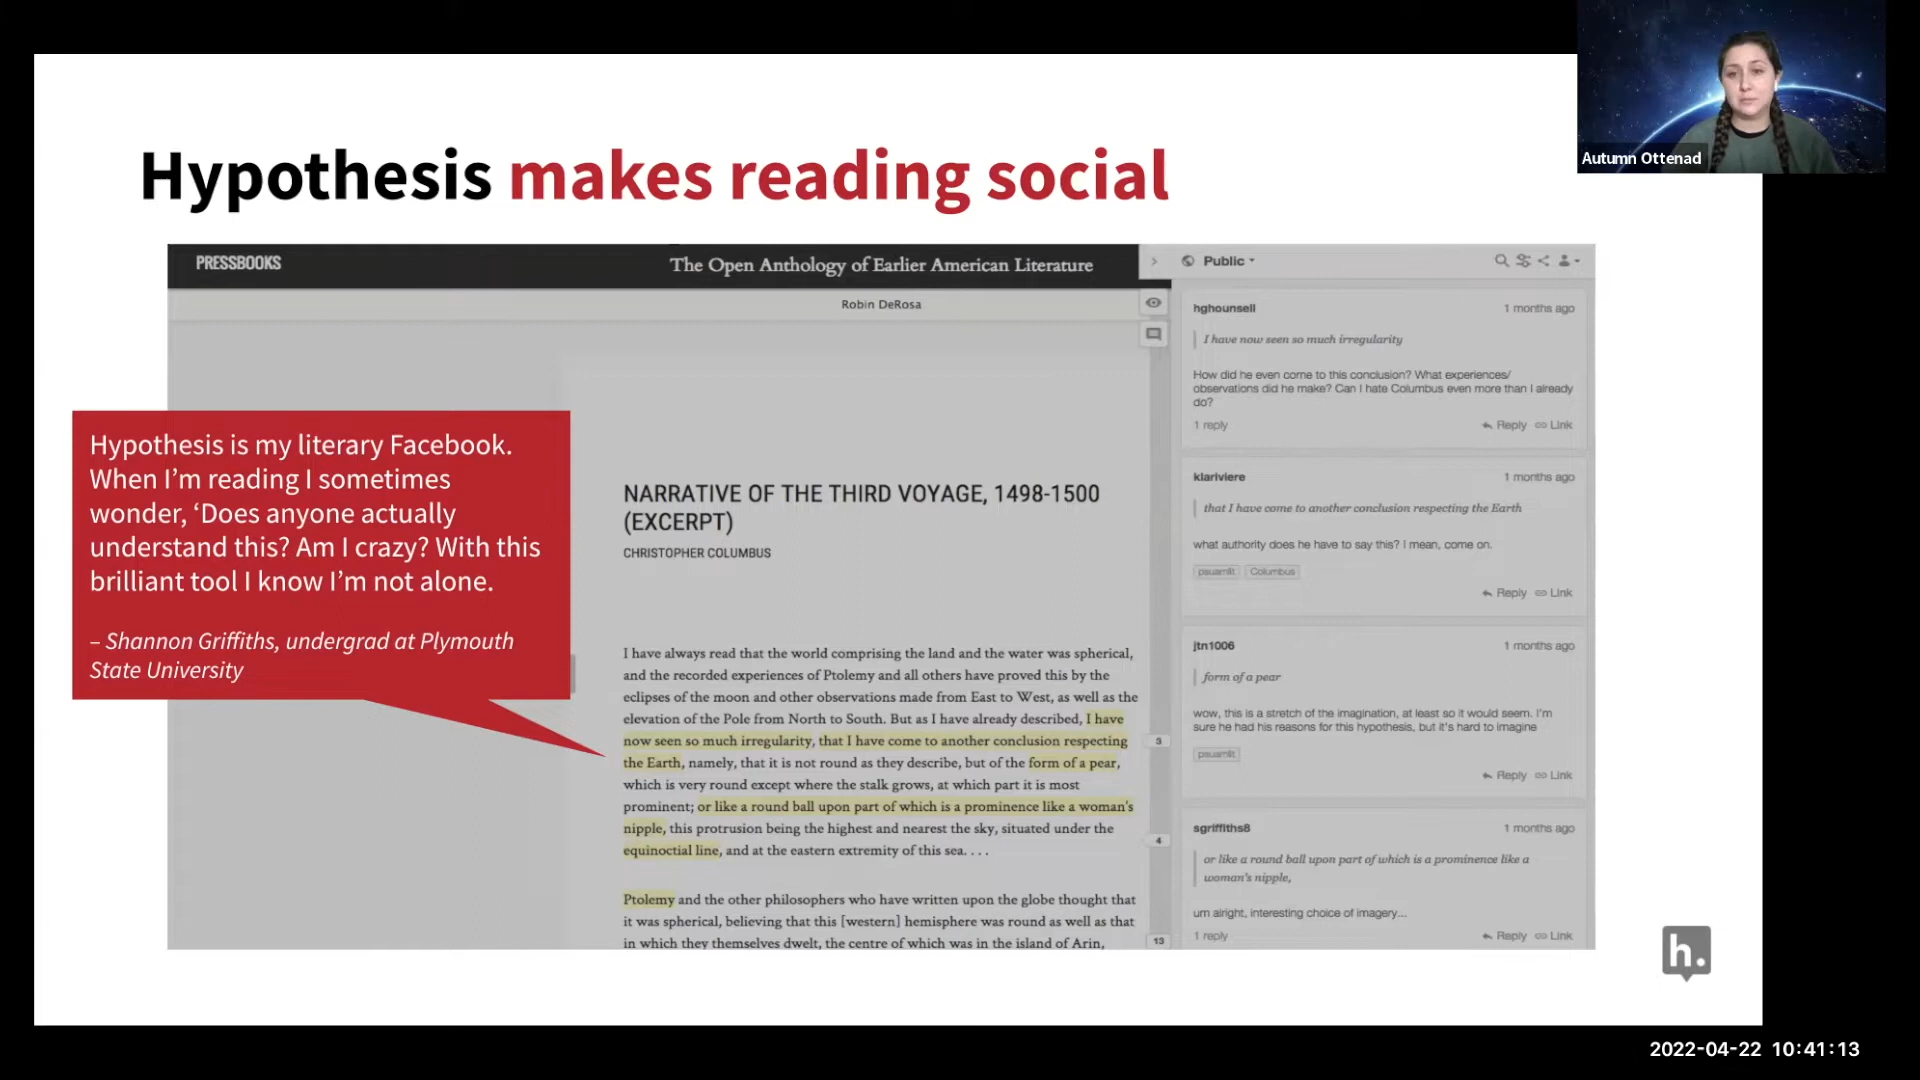 Autumn Ottenad
Hypothesis makes reading social
PRESSBOOKS
The Open Anthology of Earlier American Literature
Robin DeRosa
Hypothesis is my literary Facebook.
When I’m reading I sometimes
wonder, ‘Does anyone actually
understand this? Am I crazy? With this
brilliant tool I know I’m not alone.
– Shannon Griffiths, undergrad at Plymouth
State University
NARRATIVE OF THE THIRD VOYAGE, 1498-1500
(EXCERPT)
CHRISTOPHER COLUMBUS
I have always read that the world comprising the land and the water was spherical,
and the recorded experiences of Ptolemy and all others have proved this by the
eclipses of the moon and other observations made from East to West, as well as the
elevation of the Pole from North to South. But as I have already described, I have
now seen so much irregularity, that I have come to another conclusion respecting
the Earth, namely, that it is not round as they describe, but of the form of a pear,
which is very round except where the stalk grows, at which part it is most
prominent; or like a round ball upon part of which is a prominence like a woman's
nipple, this protrusion being the highest and nearest the sky, situated under the
equinoctial line, and at the eastern extremity of this sea. . . .
Ptolemy and the other philosophers who have written upon the globe thought that
it was spherical, believing that this [western] hemisphere was round as well as that
in which they themselves dwelt, the centre of which was in the island of Arin,
5
4
13
Public
hghounsell 1 months ago
I have now seen so much irregularity
How did he even come to this conclusion? What experiences/
observations did he make? Can I hate Columbus even more than I already
do?
1 reply Reply Link
klariviere 1 months ago
that I have come to another conclusion respecting the Earth
what authority does he have to say this? I mean, come on.
psuamlit Columbus
Reply Link
jtn1006 1 months ago
form of a pear
wow, this is a stretch of the imagination, at least so it would seem. I'm
sure he had his reasons for this hypothesis, but it's hard to imagine
psuamlit
Reply Link
sgriffiths8 1 months ago
or like a round ball upon part of which is a prominence like a
woman's nipple,
um alright, interesting choice of imagery...
1 reply Reply Link
h.
2022-04-22 10:41:13